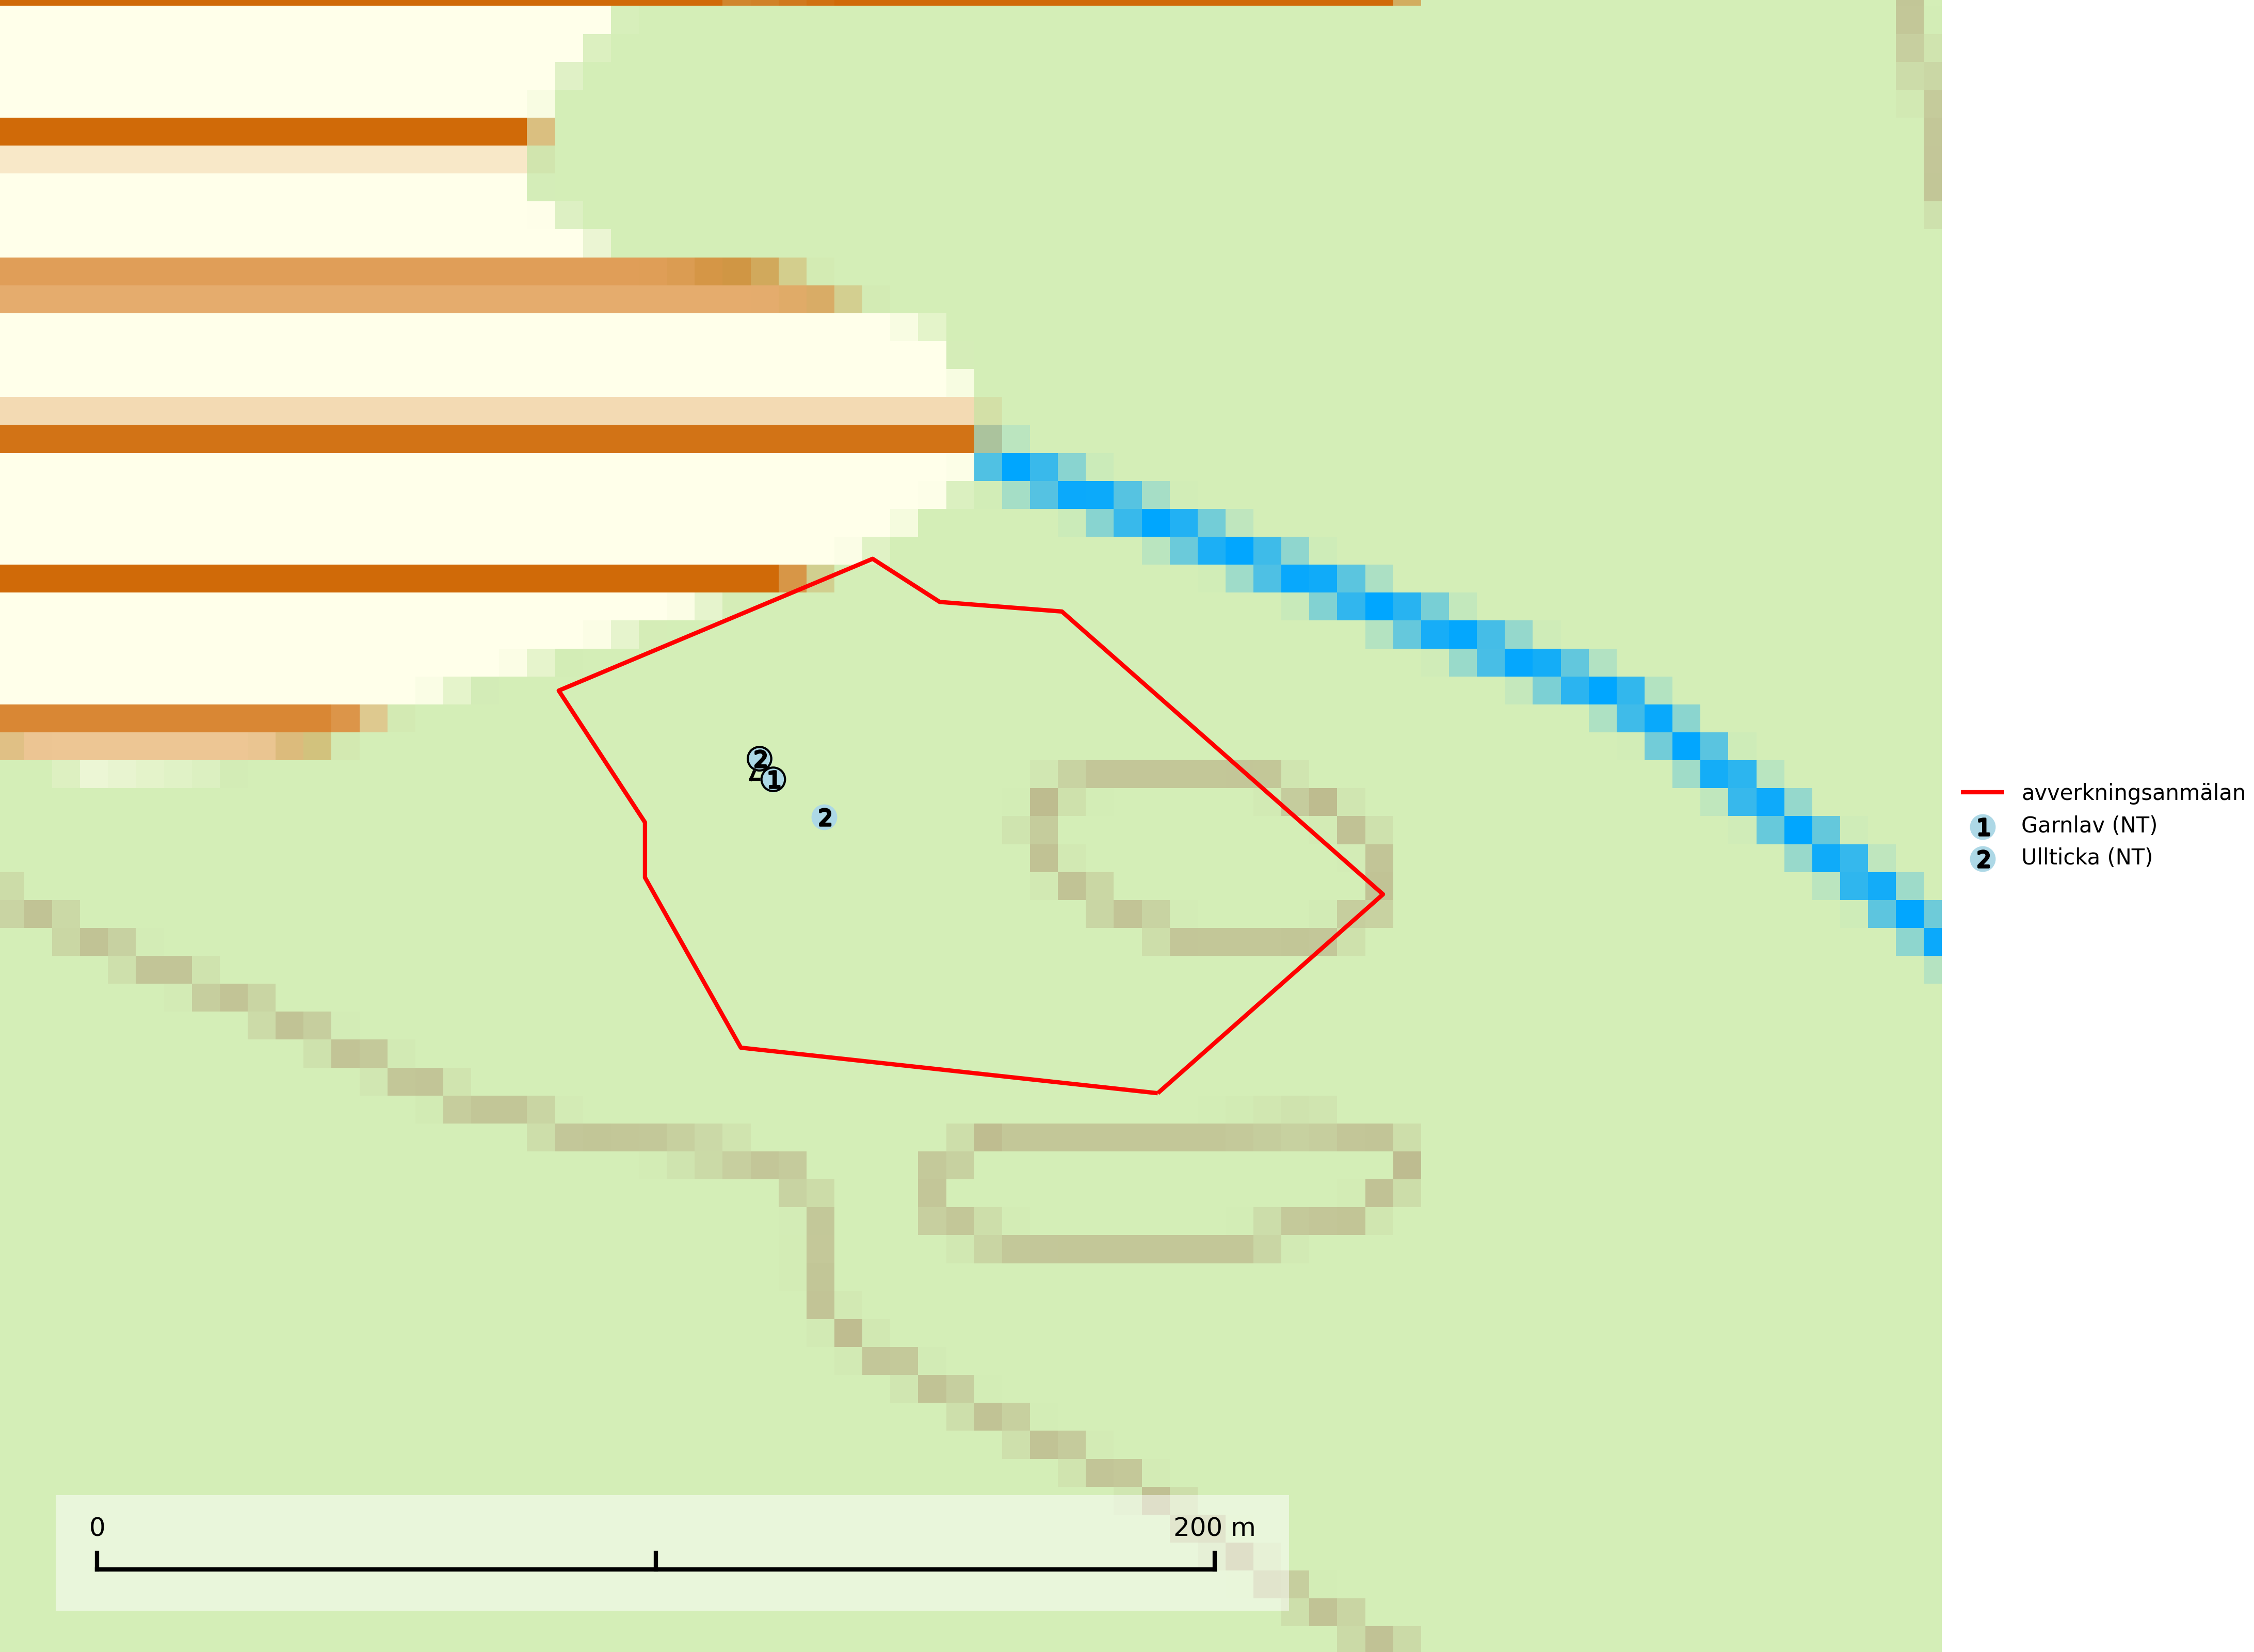 2
1
2
avverkningsanmälan
1 Garnlav (NT)
2 Ullticka (NT)
0 200 m